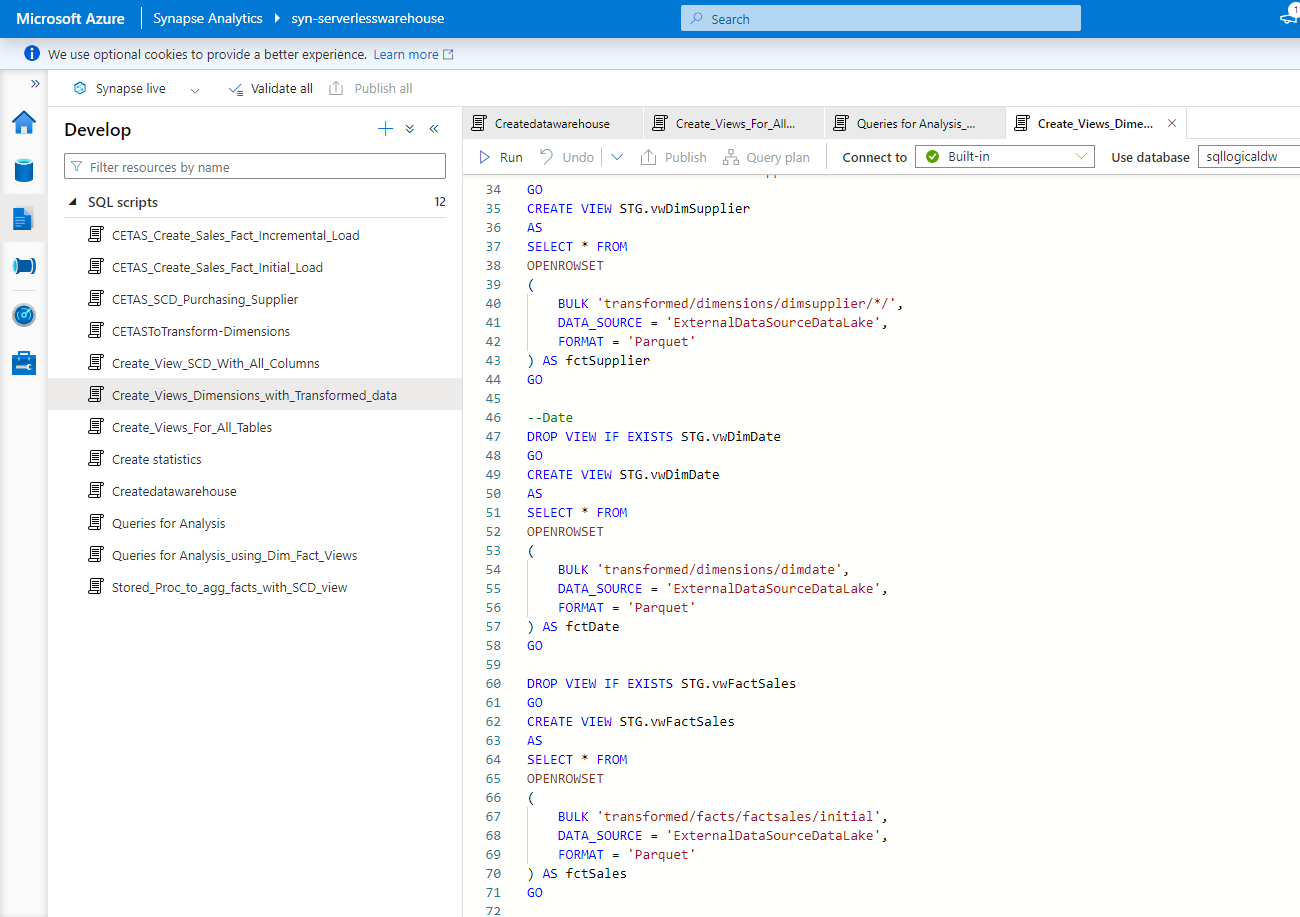 Microsoft Azure
Synapse Analytics
syn-serverlesswarehouse
Search
1
We use optional cookies to provide a better experience. Learn more
Synapse live
Validate all
Publish all
Develop
Filter resources by name
SQL scripts
12
CETAS_Create_Sales_Fact_Incremental_Load
CETAS_Create_Sales_Fact_Initial_Load
CETAS_SCD_Purchasing_Supplier
CETASToTransform-Dimensions
Create_View_SCD_With_All_Columns
Create_Views_Dimensions_with_Transformed_data
Create_Views_For_All_Tables
Create statistics
Createdatawarehouse
Queries for Analysis
Queries for Analysis_using_Dim_Fact_Views
Stored_Proc_to_agg_facts_with_SCD_view
Createdatawarehouse
Create_Views_For_All...
Queries for Analysis_...
Create_Views_Dime...
Run
Undo
Publish
Query plan
Connect to
Built-in
Use database
sqllogicaldw
34 GO
35 CREATE VIEW STG.vwDimSupplier
36 AS
37 SELECT * FROM
38 OPENROWSET
39 (
40 BULK 'transformed/dimensions/dimsupplier/*/',
41 DATA_SOURCE = 'ExternalDataSourceDataLake',
42 FORMAT = 'Parquet'
43 ) AS fctSupplier
44 GO
45
46 --Date
47 DROP VIEW IF EXISTS STG.vwDimDate
48 GO
49 CREATE VIEW STG.vwDimDate
50 AS
51 SELECT * FROM
52 OPENROWSET
53 (
54 BULK 'transformed/dimensions/dimdate',
55 DATA_SOURCE = 'ExternalDataSourceDataLake',
56 FORMAT = 'Parquet'
57 ) AS fctDate
58 GO
59
60 DROP VIEW IF EXISTS STG.vwFactSales
61 GO
62 CREATE VIEW STG.vwFactSales
63 AS
64 SELECT * FROM
65 OPENROWSET
66 (
67 BULK 'transformed/facts/factsales/initial',
68 DATA_SOURCE = 'ExternalDataSourceDataLake',
69 FORMAT = 'Parquet'
70 ) AS fctSales
71 GO
72